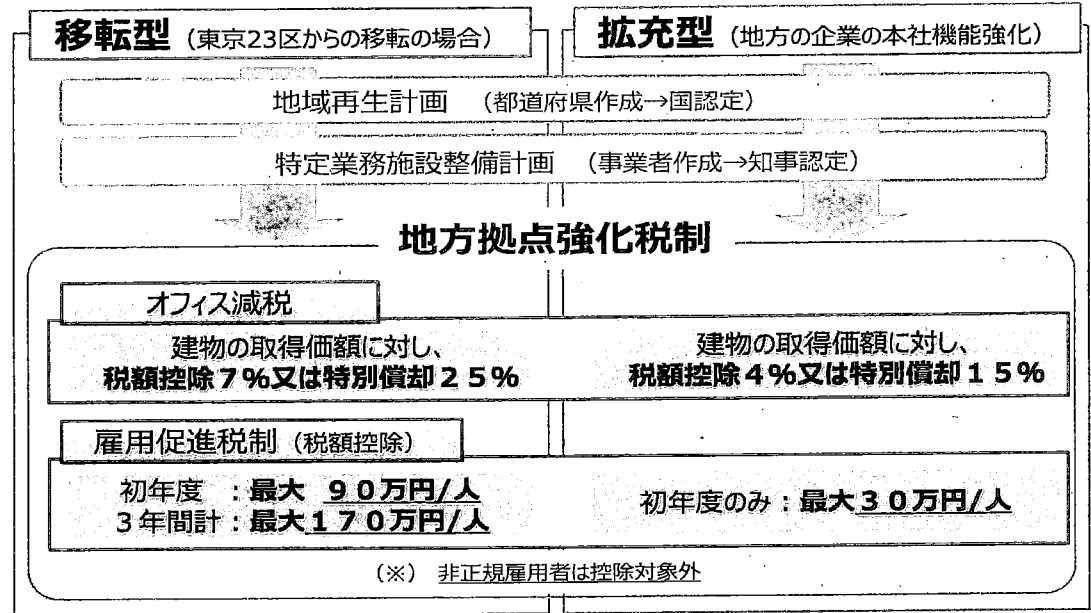 移転型（東京23区からの移転の場合）
拡充型（地方の企業の本社機能強化）
地域再生計画　（都道府県作成→国認定）
特定業務施設整備計画　（事業者作成→知事認定）
地方拠点強化税制
オフィス減税
建物の取得価額に対し、
税額控除７％又は特別償却２５％
建物の取得価額に対し、
税額控除４％又は特別償却１５％
雇用促進税制（税額控除）
初年度　：最大　９０万円/人
３年間計：最大１７０万円/人
初年度のみ：最大３０万円/人
（※）　非正規雇用者は控除対象外